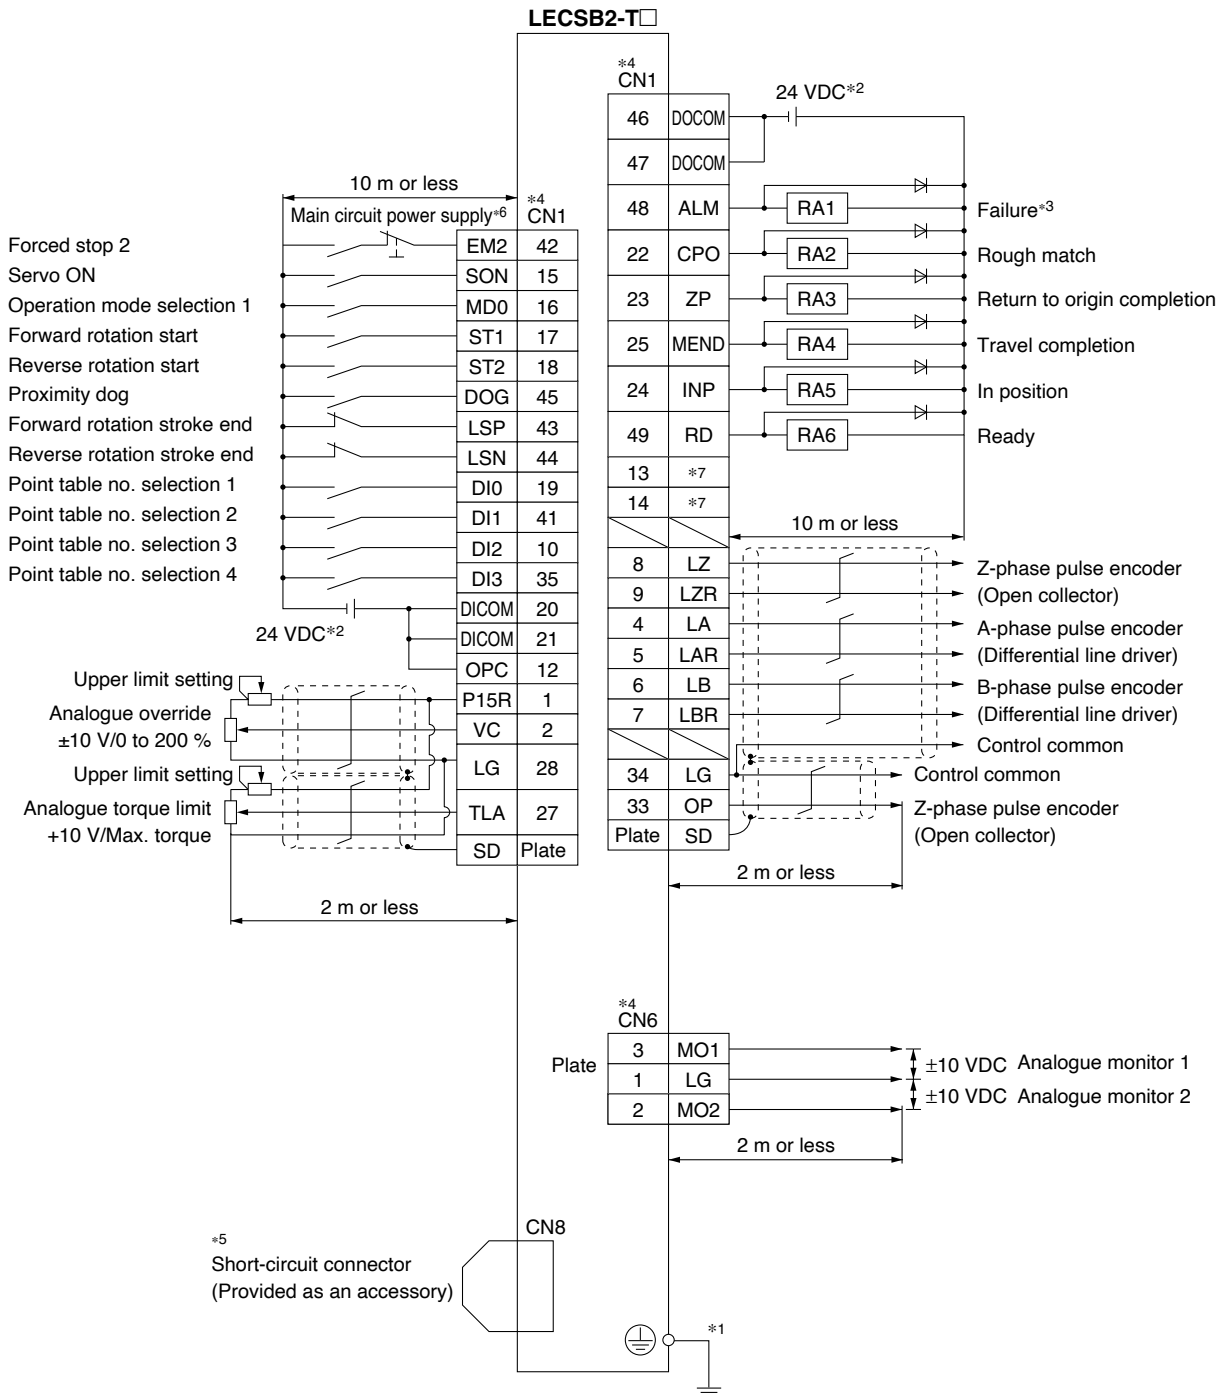 LECSB2-T□
*4
CN1
24 VDC*2
46 DOCOM
47 DOCOM
48 ALM RA1 Failure*3
22 CPO RA2 Rough match
23 ZP RA3 Return to origin completion
25 MEND RA4 Travel completion
24 INP RA5 In position
49 RD RA6 Ready
13 *7
14 *7
10 m or less
8 LZ Z-phase pulse encoder
9 LZR (Open collector)
4 LA A-phase pulse encoder
5 LAR (Differential line driver)
6 LB B-phase pulse encoder
7 LBR (Differential line driver)
Control common
34 LG Control common
33 OP Z-phase pulse encoder
Plate SD (Open collector)
2 m or less
10 m or less
Main circuit power supply*6
*4
CN1
Forced stop 2 EM2 42
Servo ON SON 15
Operation mode selection 1 MD0 16
Forward rotation start ST1 17
Reverse rotation start ST2 18
Proximity dog DOG 45
Forward rotation stroke end LSP 43
Reverse rotation stroke end LSN 44
Point table no. selection 1 DI0 19
Point table no. selection 2 DI1 41
Point table no. selection 3 DI2 10
Point table no. selection 4 DI3 35
DICOM 20
24 VDC*2
DICOM 21
OPC 12
Upper limit setting
P15R 1
Analogue override
±10 V/0 to 200 %
VC 2
LG 28
Upper limit setting
Analogue torque limit
+10 V/Max. torque
TLA 27
SD Plate
2 m or less
*4
CN6
Plate
3 MO1
±10 VDC Analogue monitor 1
1 LG
±10 VDC Analogue monitor 2
2 MO2
2 m or less
CN8
*5
Short-circuit connector
(Provided as an accessory)
*1